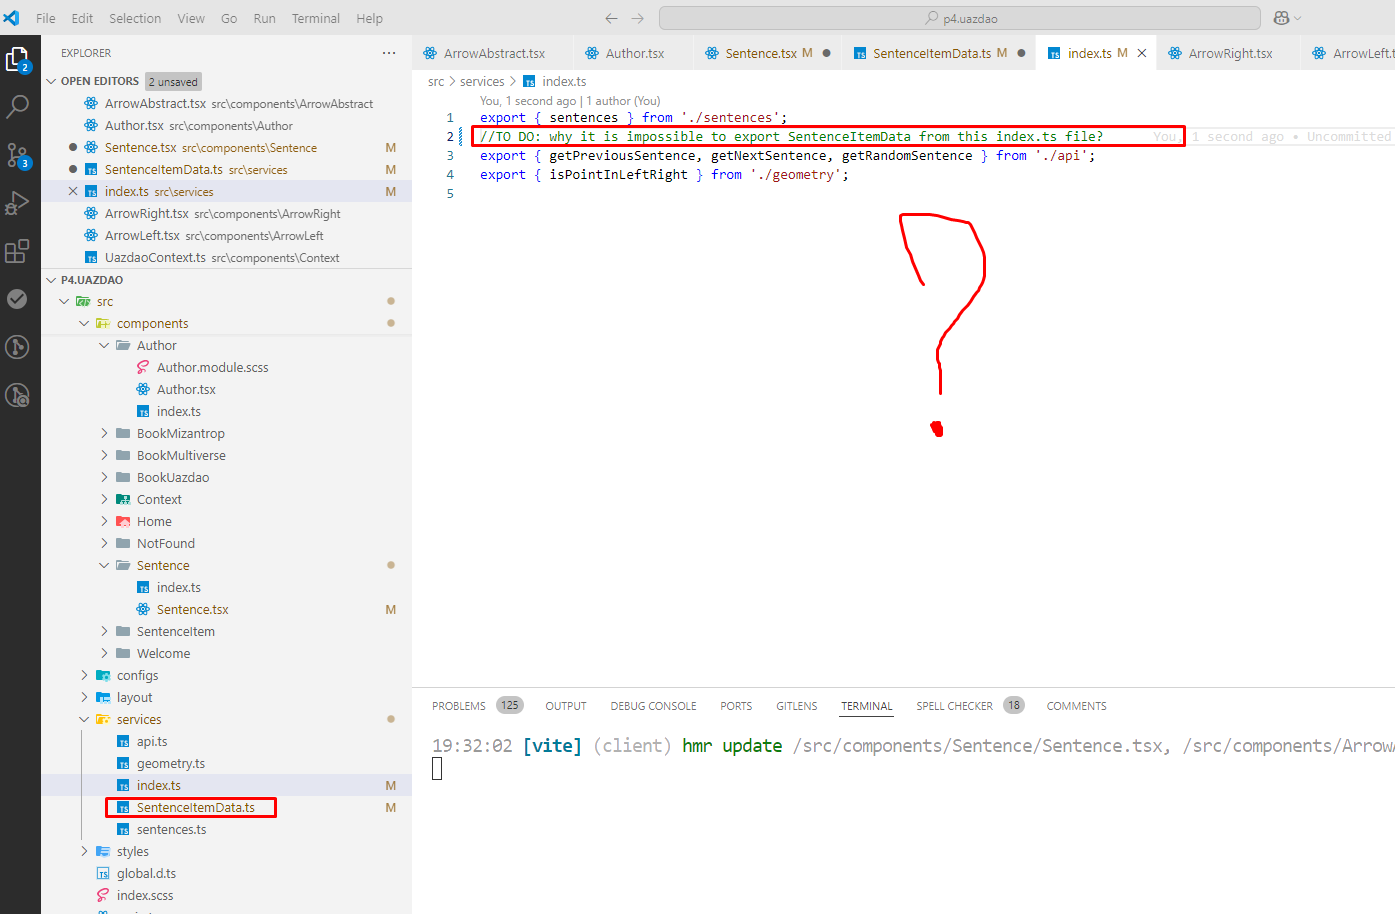 File Edit Selection View Go Run Terminal Help
p4.uazdao
EXPLORER
ArrowAbstract.tsx Author.tsx Sentence.tsx M SentenceItemData.ts M index.ts M ArrowRight.tsx ArrowLeft.t
OPEN EDITORS 2 unsaved
ArrowAbstract.tsx src\components\ArrowAbstract
Author.tsx src\components\Author
Sentence.tsx src\components\Sentence M
SentenceItemData.ts src\services M
index.ts src\services M
ArrowRight.tsx src\components\ArrowRight
ArrowLeft.tsx src\components\ArrowLeft
UazdaoContext.ts src\components\Context
P4.UAZDAO
src
components
Author
Author.module.scss
Author.tsx
index.ts
BookMizantrop
BookMultiverse
BookUazdao
Context
Home
NotFound
Sentence
index.ts
Sentence.tsx M
SentenceItem
Welcome
configs
layout
services
api.ts
geometry.ts
index.ts M
SentenceItemData.ts M
sentences.ts
styles
global.d.ts
index.scss
2
3
src > services > index.ts
You, 1 second ago | 1 author (You)
1 export { sentences } from './sentences';
2 //TO DO: why it is impossible to export SentenceItemData from this index.ts file? You, 1 second ago • Uncommitted
3 export { getPreviousSentence, getNextSentence, getRandomSentence } from './api';
4 export { isPointInLeftRight } from './geometry';
5
?
PROBLEMS 125 OUTPUT DEBUG CONSOLE PORTS GITLENS TERMINAL SPELL CHECKER 18 COMMENTS
19:32:02 [vite] (client) hmr update /src/components/Sentence/Sentence.tsx, /src/components/ArrowA